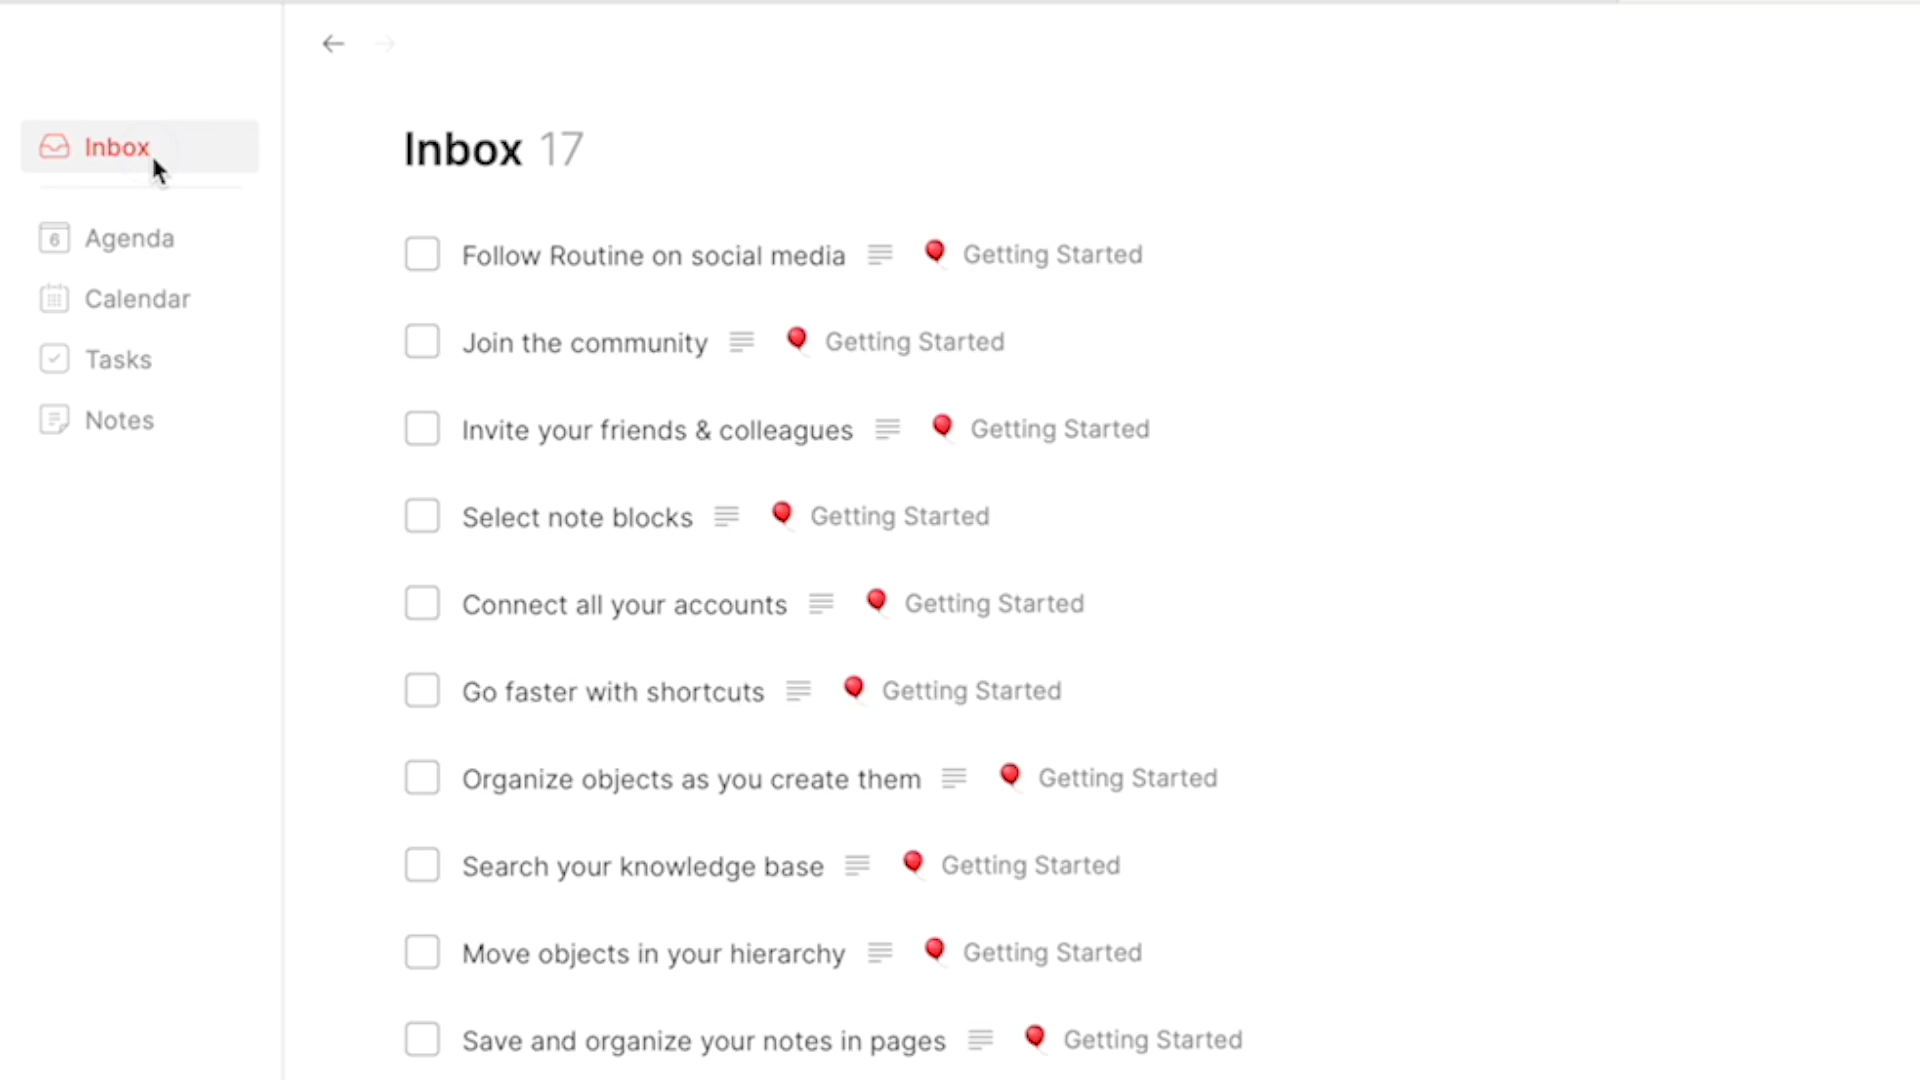 Inbox
6 Agenda
Calendar
Tasks
Notes
Inbox 17
Follow Routine on social media Getting Started
Join the community Getting Started
Invite your friends & colleagues Getting Started
Select note blocks Getting Started
Connect all your accounts Getting Started
Go faster with shortcuts Getting Started
Organize objects as you create them Getting Started
Search your knowledge base Getting Started
Move objects in your hierarchy Getting Started
Save and organize your notes in pages Getting Started